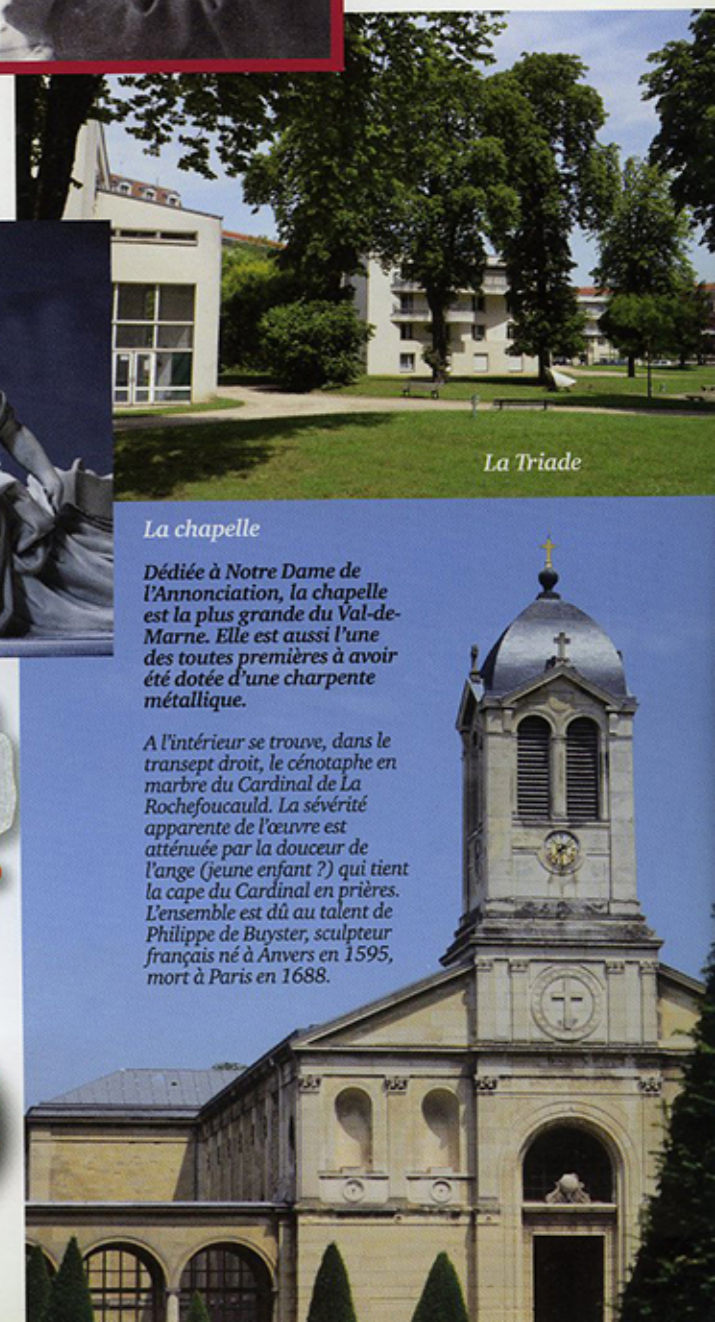 La Triade
La chapelle
Dédiée à Notre Dame de
l'Annonciation, la chapelle
est la plus grande du Val-de-
Marne. Elle est aussi l'une
des toutes premières à avoir
été dotée d'une charpente
métallique.
A l'intérieur se trouve, dans le
transept droit, le cénotaphe en
marbre du Cardinal de La
Rochefoucauld. La sévérité
apparente de l'œuvre est
atténuée par la douceur de
l'ange (jeune enfant ?) qui tient
la cape du Cardinal en prières.
L'ensemble est dû au talent de
Philippe de Buyster, sculpteur
français né à Anvers en 1595,
mort à Paris en 1688.